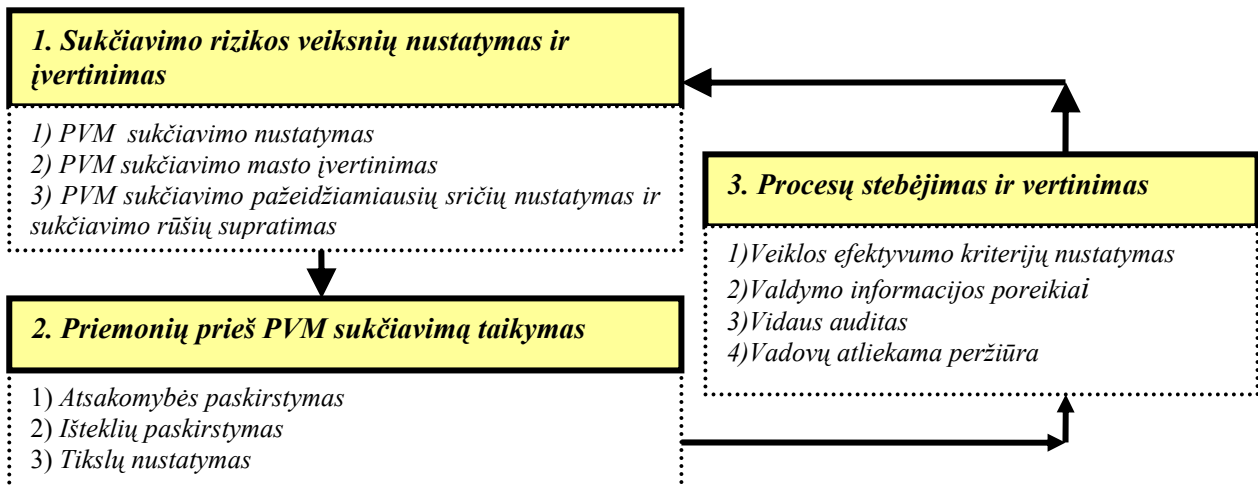 1. Sukčiavimo rizikos veiksnių nustatymas ir
įvertinimas
1) PVM sukčiavimo nustatymas
2) PVM sukčiavimo masto įvertinimas
3) PVM sukčiavimo pažeidžiamiausių sričių nustatymas ir
sukčiavimo rūšių supratimas
2. Priemonių prieš PVM sukčiavimą taikymas
1) Atsakomybės paskirstymas
2) Išteklių paskirstymas
3) Tikslų nustatymas
3. Procesų stebėjimas ir vertinimas
1)Veiklos efektyvumo kriterijų nustatymas
2)Valdymo informacijos poreikiai
3)Vidaus auditas
4)Vadovų atliekama peržiūra